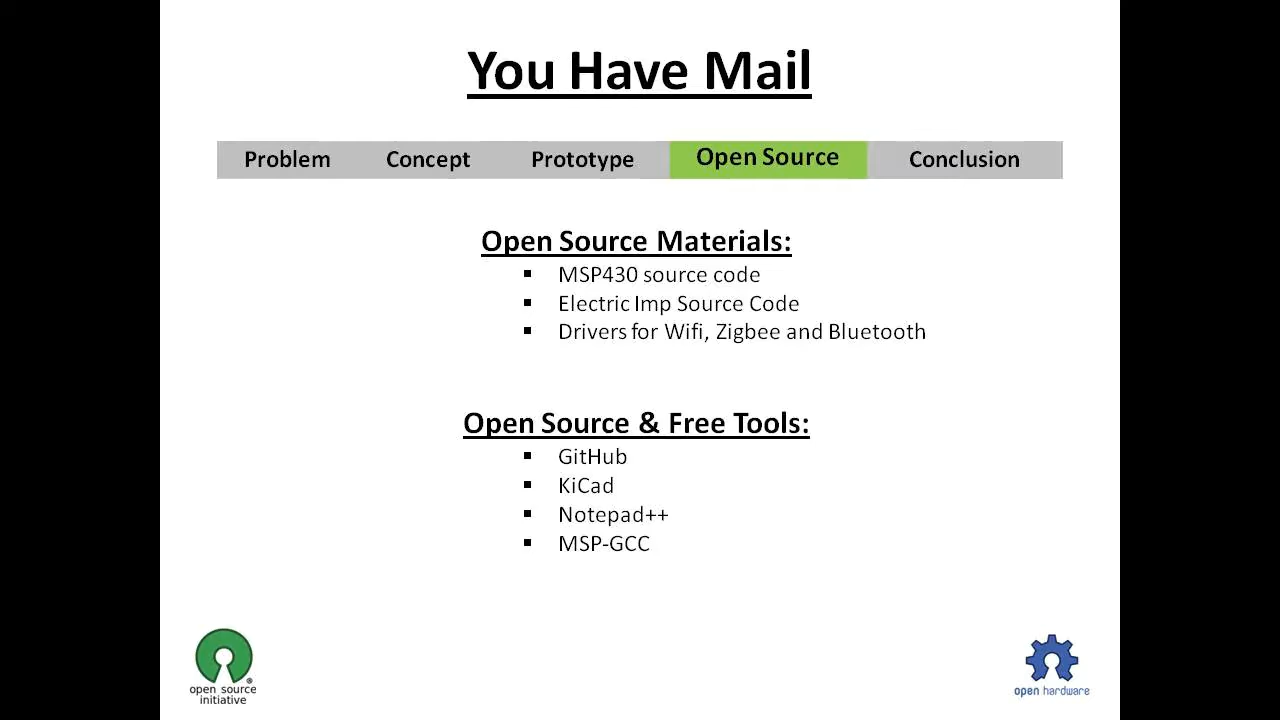 You Have Mail
Problem Concept Prototype Open Source Conclusion
Open Source Materials:
▪ MSP430 source code
▪ Electric Imp Source Code
▪ Drivers for Wifi, Zigbee and Bluetooth
Open Source & Free Tools:
▪ GitHub
▪ KiCad
▪ Notepad++
▪ MSP-GCC
®
open source
initiative
open hardware